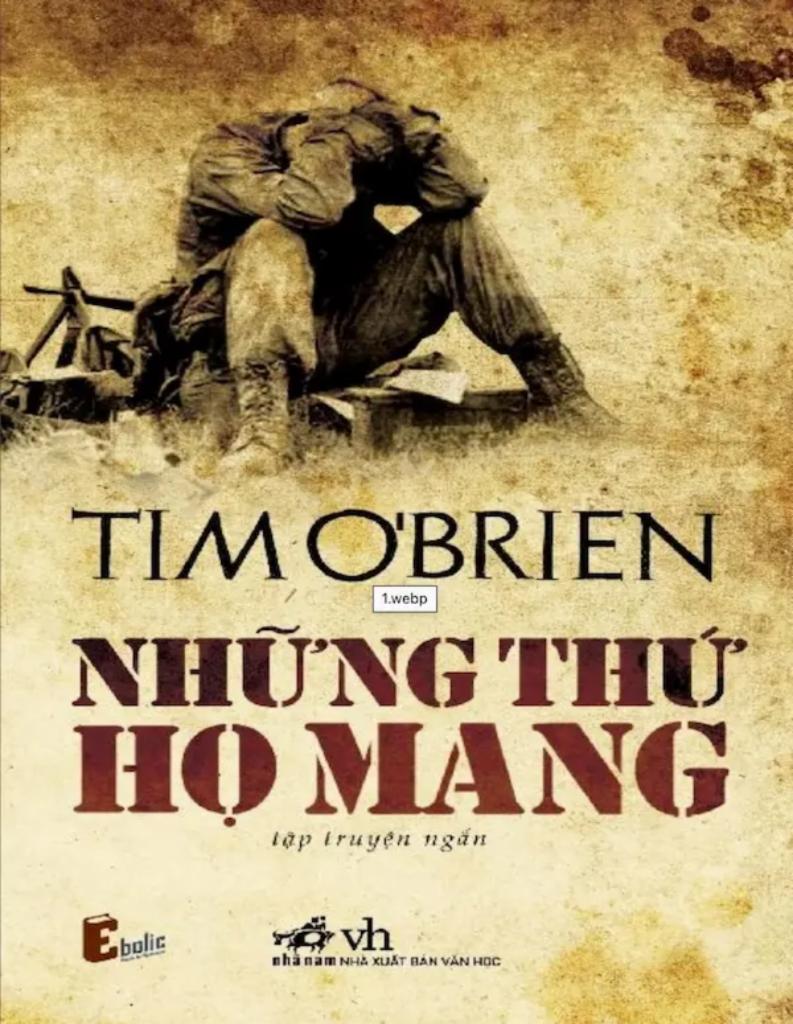 TIM O'BRIEN
1.webp
NHỮNG THỨ
HỌ MANG
tập truyện ngắn
Ebolic
vh
nhã nam NHÀ XUẤT BẢN VĂN HỌC